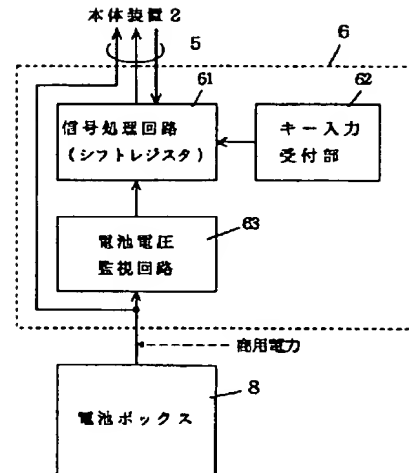 本体装置2
5
6
61
62
信号処理回路
(シフトレジスタ)
キー入力
受付部
63
電池電圧
監視回路
商用電力
8
電池ボックス